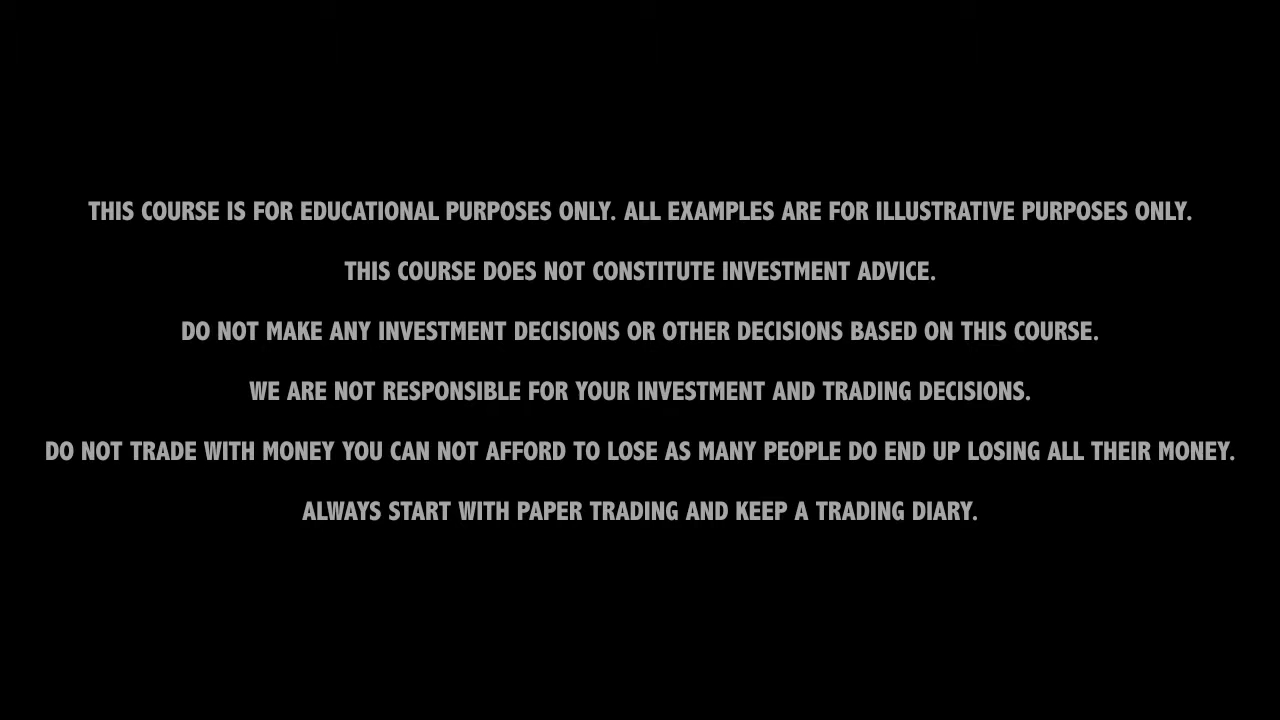 THIS COURSE IS FOR EDUCATIONAL PURPOSES ONLY. ALL EXAMPLES ARE FOR ILLUSTRATIVE PURPOSES ONLY.
THIS COURSE DOES NOT CONSTITUTE INVESTMENT ADVICE.
DO NOT MAKE ANY INVESTMENT DECISIONS OR OTHER DECISIONS BASED ON THIS COURSE.
WE ARE NOT RESPONSIBLE FOR YOUR INVESTMENT AND TRADING DECISIONS.
DO NOT TRADE WITH MONEY YOU CAN NOT AFFORD TO LOSE AS MANY PEOPLE DO END UP LOSING ALL THEIR MONEY.
ALWAYS START WITH PAPER TRADING AND KEEP A TRADING DIARY.